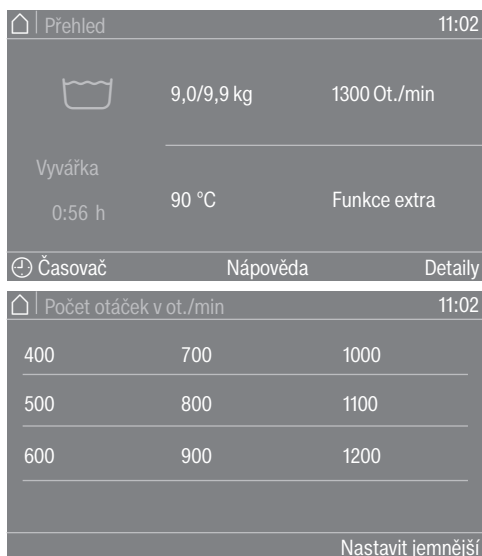 Přehled 11:02
9,0/9,9 kg 1300 Ot./min
Vyvářka
90 °C Funkce extra
0:56 h
Časovač Nápověda Detaily
Počet otáček v ot./min 11:02
400 700 1000
500 800 1100
600 900 1200
Nastavit jemnější